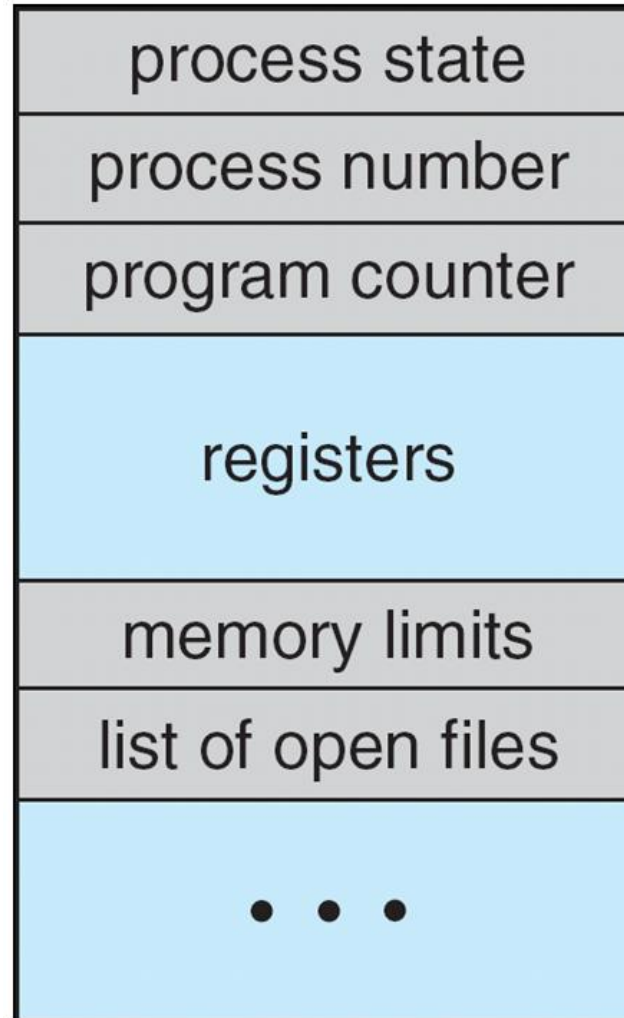 process state
process number
program counter
registers
memory limits
list of open files
• • •